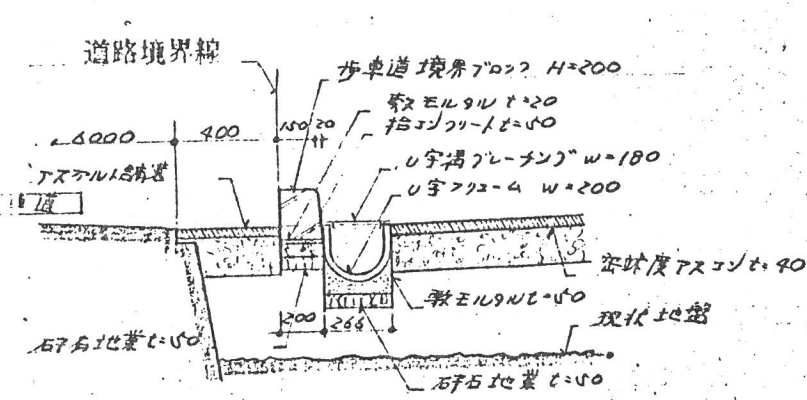 道路境界線
歩車道境界ブロック H=200
敷モルタル t=20
捨コンクリート t=50
U字溝グレーチング W=180
U字フリューム W=200
6000
400
150
20
アスファルト舗装
道
密粒度アスコン t=40
敷モルタル t=50
200
266
現状地盤
砕石地業 t=50
砕石地業 t=50